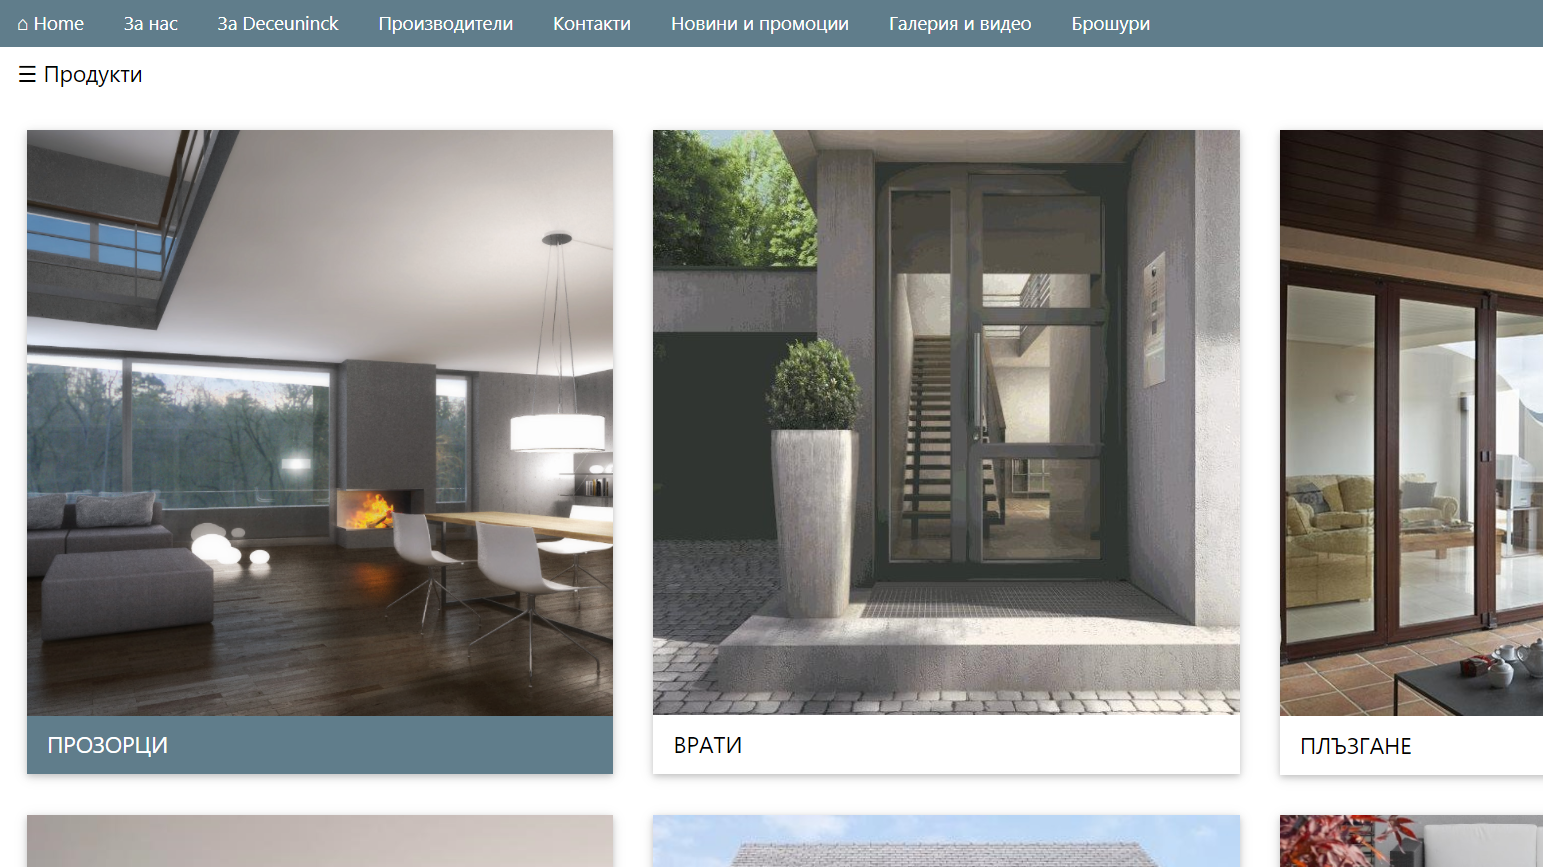 ⌂ Home За нас За Deceuninck Производители Контакти Новини и промоции Галерия и видео Брошури
☰ Продукти
ПРОЗОРЦИ ВРАТИ ПЛЪЗГАНЕ